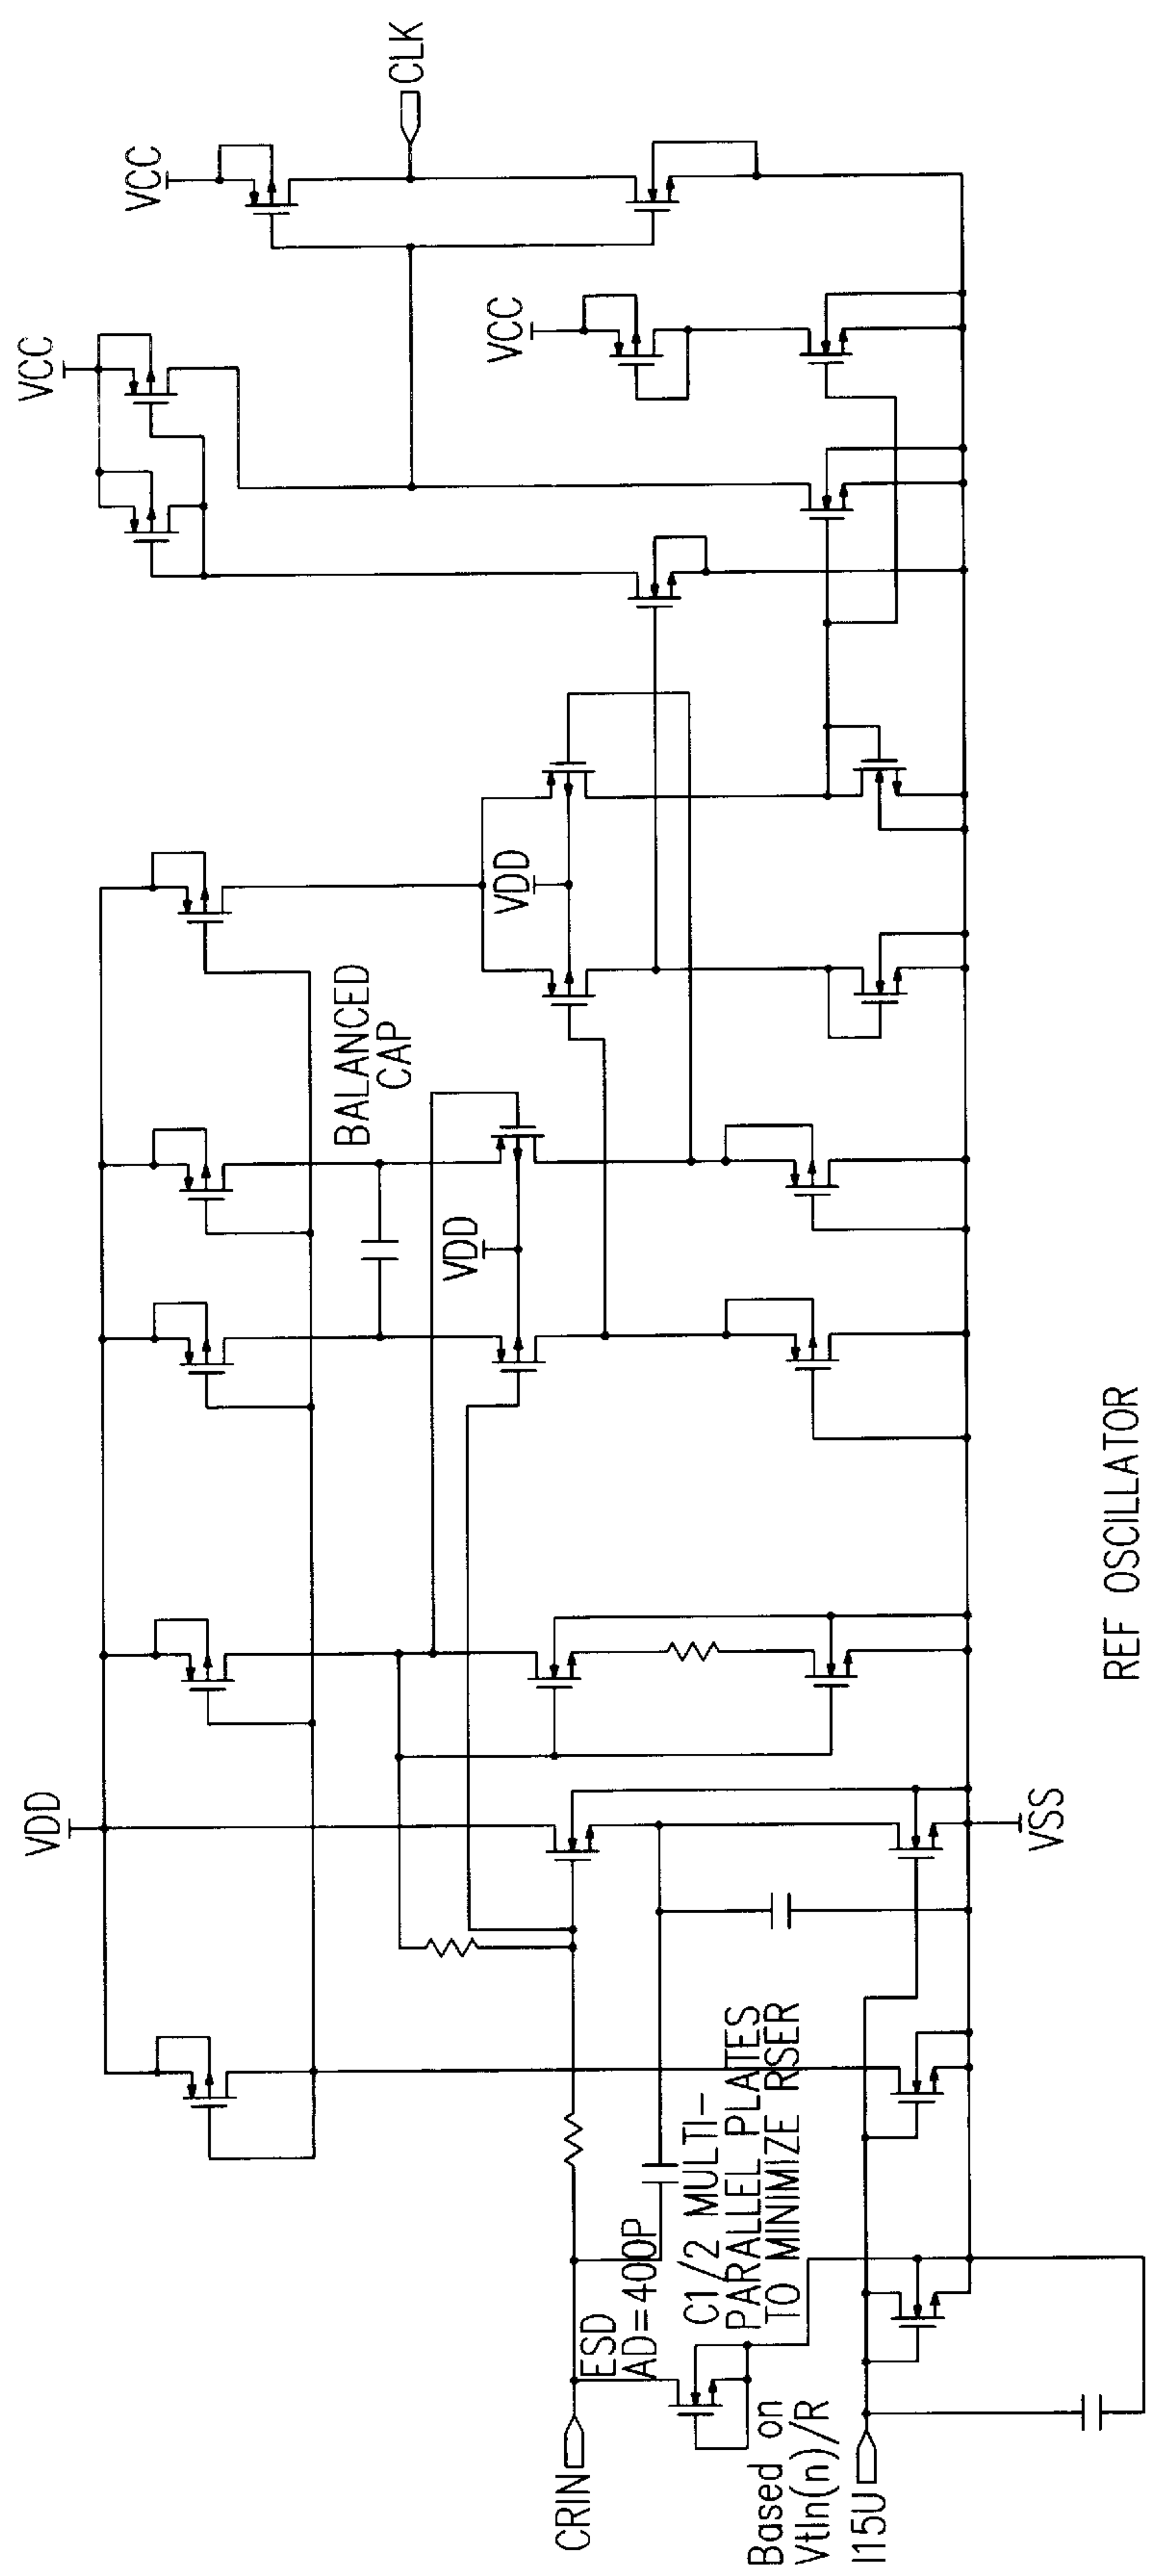 VCC
CLK
VCC
VCC
VDD
BALANCED
CAP
VDD
VDD
VSS
C1/2 MULTI-
PARALLEL PLATES
TO MINIMIZE RSER
ESD
AD=400P
CRIN
Based on
Vtln(n)/R
I15U
REF OSCILLATOR